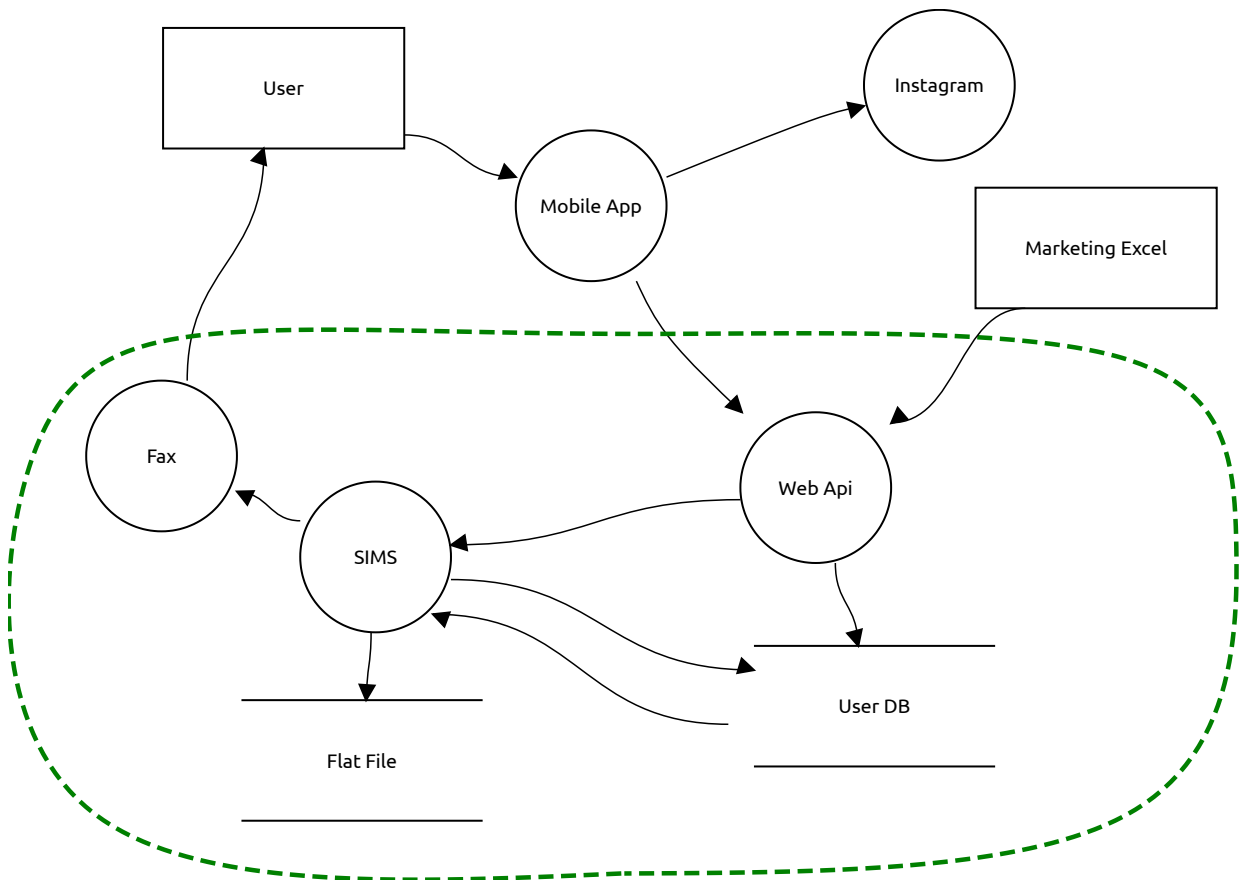 User
Instagram
Mobile App
Marketing Excel
Fax
Web Api
SIMS
User DB
Flat File